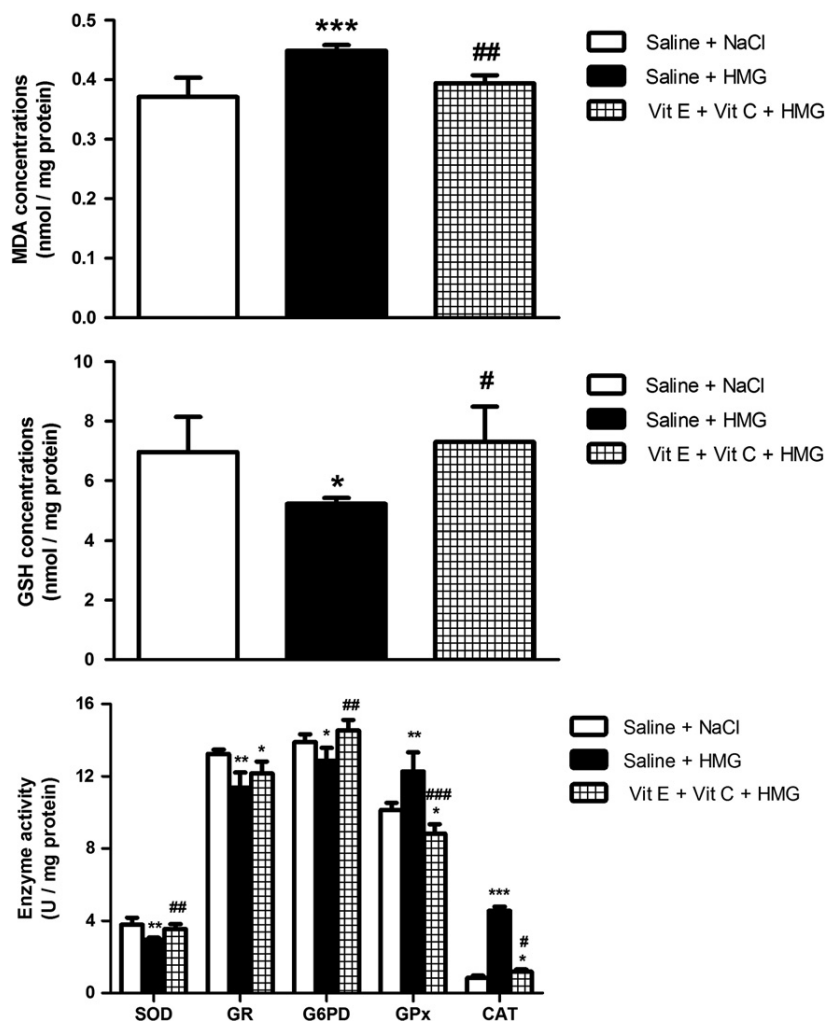 MDA concentrations
(nmol / mg protein)
0.5
0.4
0.3
0.2
0.1
0.0
***
##
Saline + NaCl
Saline + HMG
Vit E + Vit C + HMG
GSH concentrations
(nmol / mg protein)
10
8
6
4
2
0
*
#
Saline + NaCl
Saline + HMG
Vit E + Vit C + HMG
Enzyme activity
(U / mg protein)
16
12
8
4
0
**
##
**
*
*
##
**
###
*
***
#
*
SOD GR G6PD GPx CAT
Saline + NaCl
Saline + HMG
Vit E + Vit C + HMG